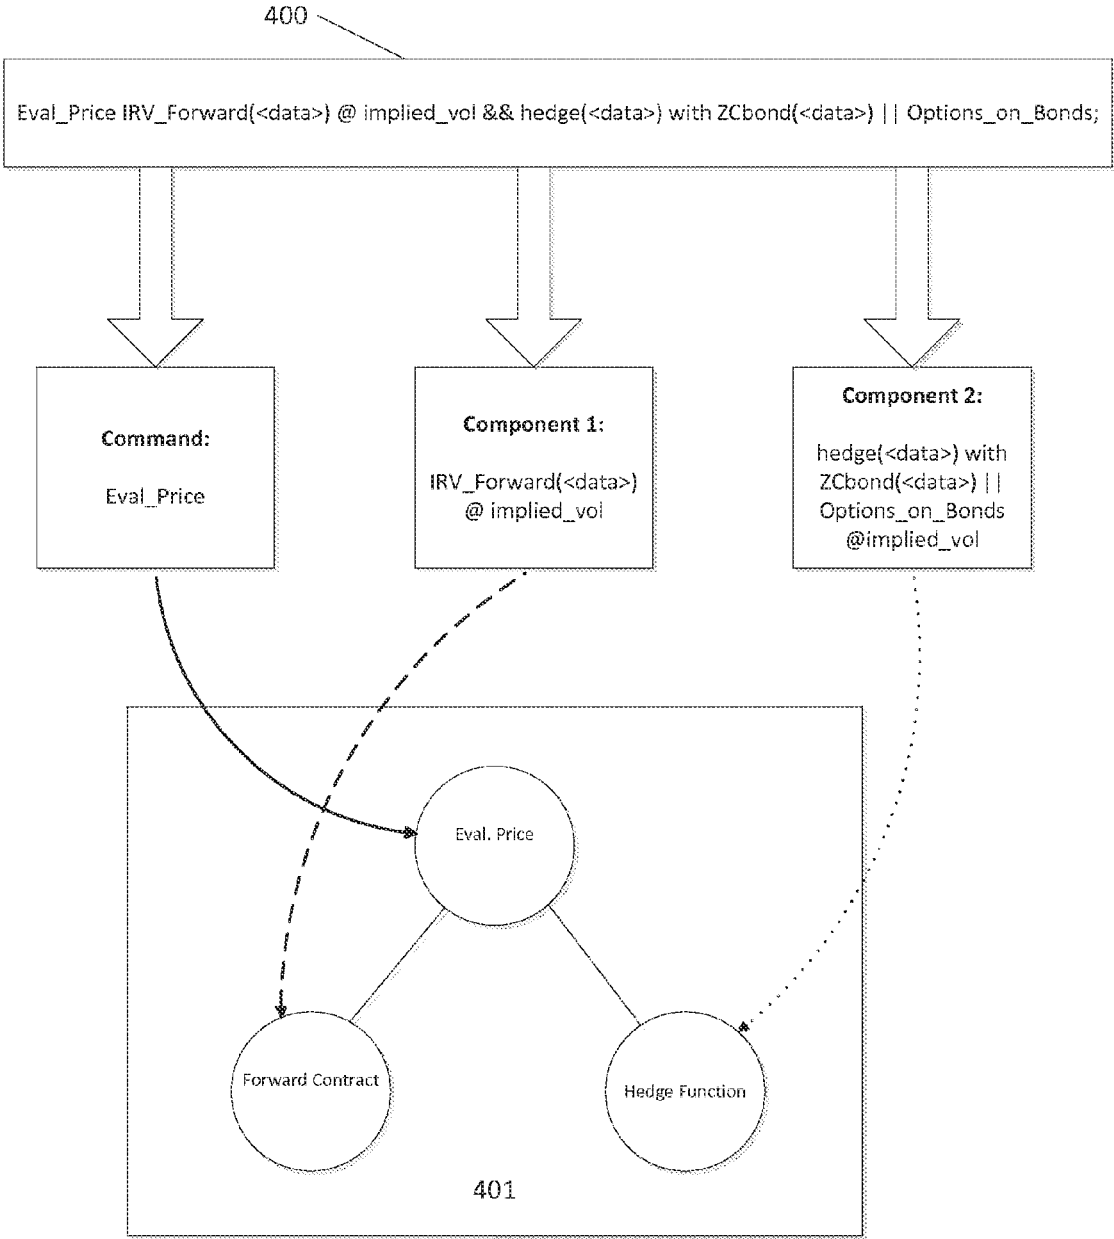 400
Eval_Price IRV_Forward(<data>) @ implied_vol && hedge(<data>) with ZCbond(<data>) || Options_on_Bonds;
Command:
Eval_Price
Component 1:
IRV_Forward(<data>)
@ implied_vol
Component 2:
hedge(<data>) with
ZCbond(<data>) ||
Options_on_Bonds
@implied_vol
Eval. Price
Forward Contract
Hedge Function
401